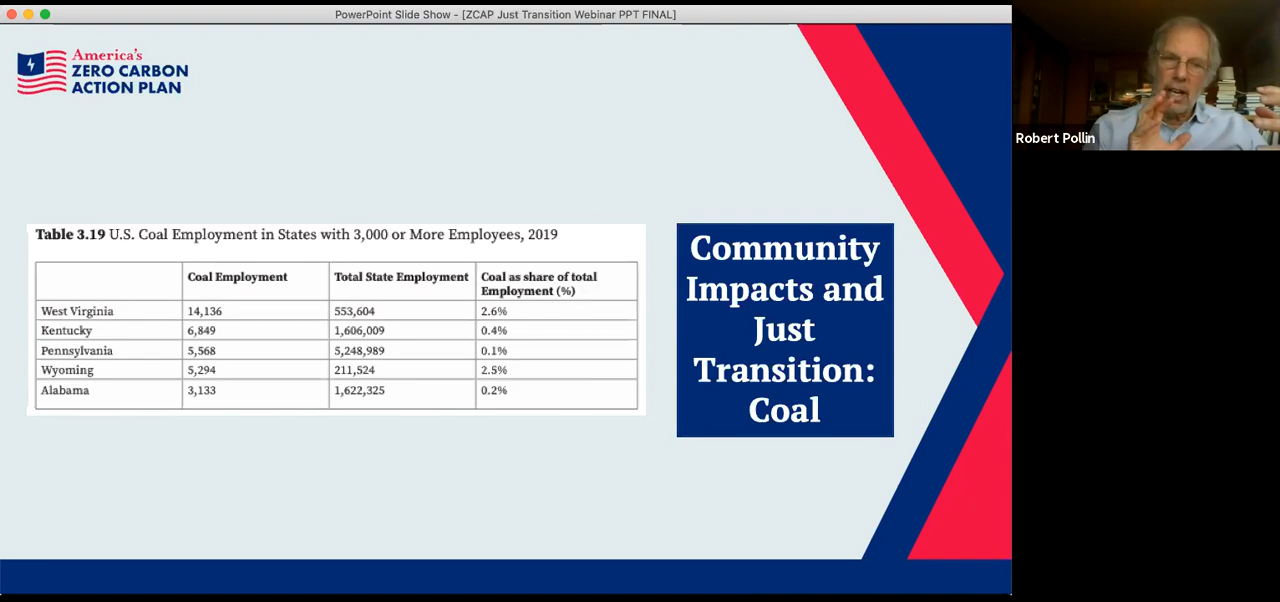 PowerPoint Slide Show - [ZCAP Just Transition Webinar PPT FINAL]
America's
ZERO CARBON
ACTION PLAN
Robert Pollin
Table 3.19 U.S. Coal Employment in States with 3,000 or More Employees, 2019
Coal Employment Total State Employment Coal as share of total Employment (%)
West Virginia 14,136 553,604 2.6%
Kentucky 6,849 1,606,009 0.4%
Pennsylvania 5,568 5,248,989 0.1%
Wyoming 5,294 211,524 2.5%
Alabama 3,133 1,622,325 0.2%
Community
Impacts and
Just
Transition:
Coal